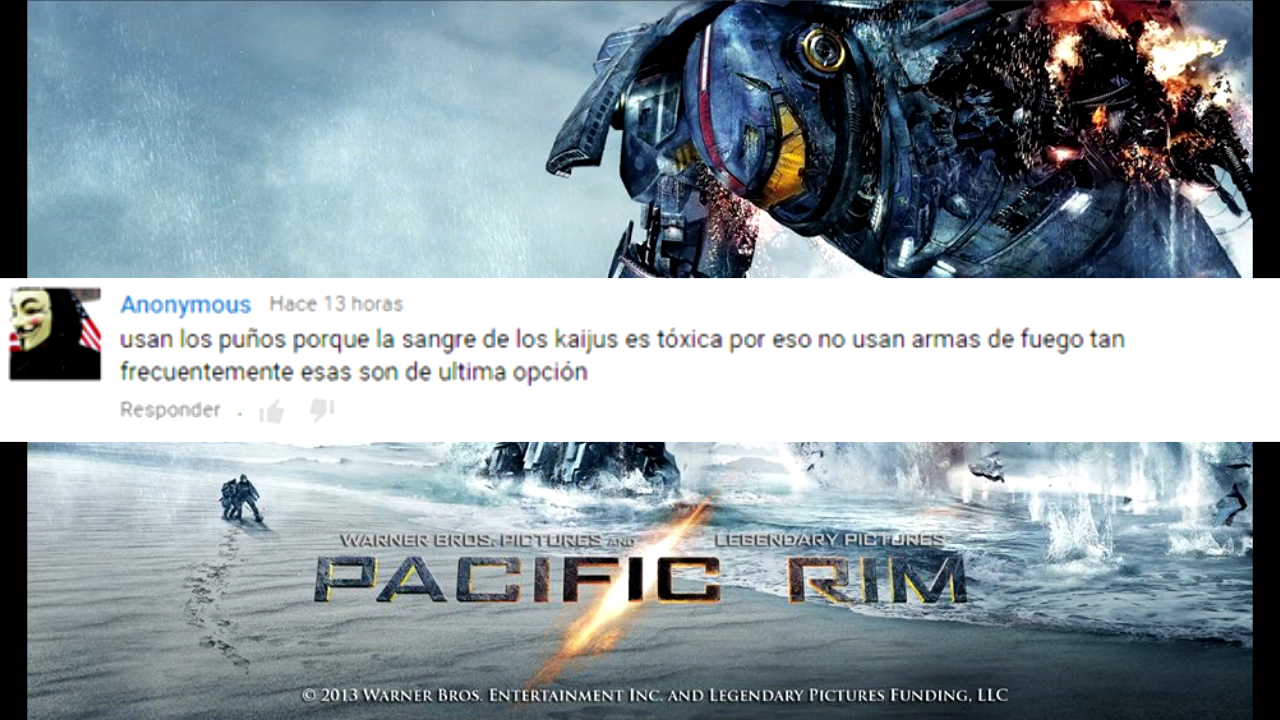 Anonymous Hace 13 horas
usan los puños porque la sangre de los kaijus es tóxica por eso no usan armas de fuego tan
frecuentemente esas son de ultima opción
Responder .
WARNER BROS. PICTURES AND LEGENDARY PICTURES
PACIFIC RIM
© 2013 WARNER BROS. ENTERTAINMENT INC. AND LEGENDARY PICTURES FUNDING, LLC